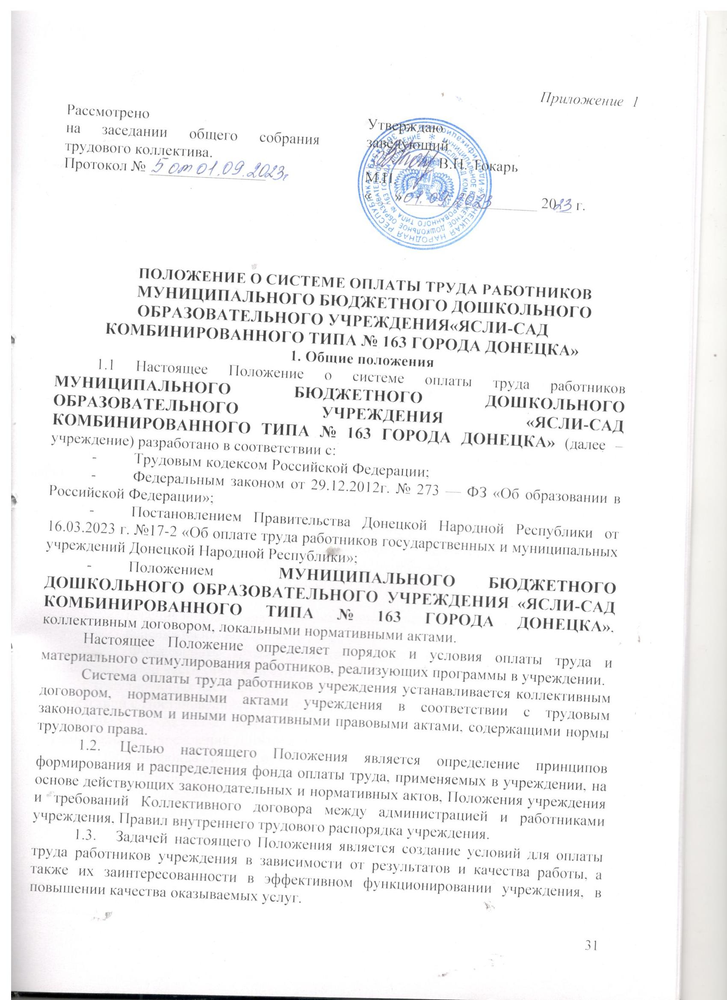 Приложение 1
Рассмотрено
на заседании общего собрания
трудового коллектива.
Протокол № 5 от 01.09.2023г
Утверждаю
заведующий
В.Н. Токарь
М.П.
« » 01.09.2023 2023 г.
ДОНЕЦКАЯ НАРОДНАЯ РЕСПУБЛИКА
МУНИЦИПАЛЬНОЕ БЮДЖЕТНОЕ ДОШКОЛЬНОЕ ОБРАЗОВАТЕЛЬНОЕ УЧРЕЖДЕНИЕ
ПОЛОЖЕНИЕ О СИСТЕМЕ ОПЛАТЫ ТРУДА РАБОТНИКОВ
МУНИЦИПАЛЬНОГО БЮДЖЕТНОГО ДОШКОЛЬНОГО
ОБРАЗОВАТЕЛЬНОГО УЧРЕЖДЕНИЯ«ЯСЛИ-САД
КОМБИНИРОВАННОГО ТИПА № 163 ГОРОДА ДОНЕЦКА»
1. Общие положения
1.1 Настоящее Положение о системе оплаты труда работников
МУНИЦИПАЛЬНОГО БЮДЖЕТНОГО ДОШКОЛЬНОГО
ОБРАЗОВАТЕЛЬНОГО УЧРЕЖДЕНИЯ «ЯСЛИ-САД
КОМБИНИРОВАННОГО ТИПА № 163 ГОРОДА ДОНЕЦКА» (далее –
учреждение) разработано в соответствии с:
- Трудовым кодексом Российской Федерации;
- Федеральным законом от 29.12.2012г. № 273 — ФЗ «Об образовании в
Российской Федерации»;
- Постановлением Правительства Донецкой Народной Республики от
16.03.2023 г. №17-2 «Об оплате труда работников государственных и муниципальных
учреждений Донецкой Народной Республики»;
- Положением МУНИЦИПАЛЬНОГО БЮДЖЕТНОГО
ДОШКОЛЬНОГО ОБРАЗОВАТЕЛЬНОГО УЧРЕЖДЕНИЯ «ЯСЛИ-САД
КОМБИНИРОВАННОГО ТИПА № 163 ГОРОДА ДОНЕЦКА».
коллективным договором, локальными нормативными актами.
Настоящее Положение определяет порядок и условия оплаты труда и
материального стимулирования работников, реализующих программы в учреждении.
Система оплаты труда работников учреждения устанавливается коллективным
договором, нормативными актами учреждения в соответствии с трудовым
законодательством и иными нормативными правовыми актами, содержащими нормы
трудового права.
1.2. Целью настоящего Положения является определение принципов
формирования и распределения фонда оплаты труда, применяемых в учреждении, на
основе действующих законодательных и нормативных актов, Положения учреждения
и требований Коллективного договора между администрацией и работниками
учреждения, Правил внутреннего трудового распорядка учреждения.
1.3. Задачей настоящего Положения является создание условий для оплаты
труда работников учреждения в зависимости от результатов и качества работы, а
также их заинтересованности в эффективном функционировании учреждения, в
повышении качества оказываемых услуг.
31